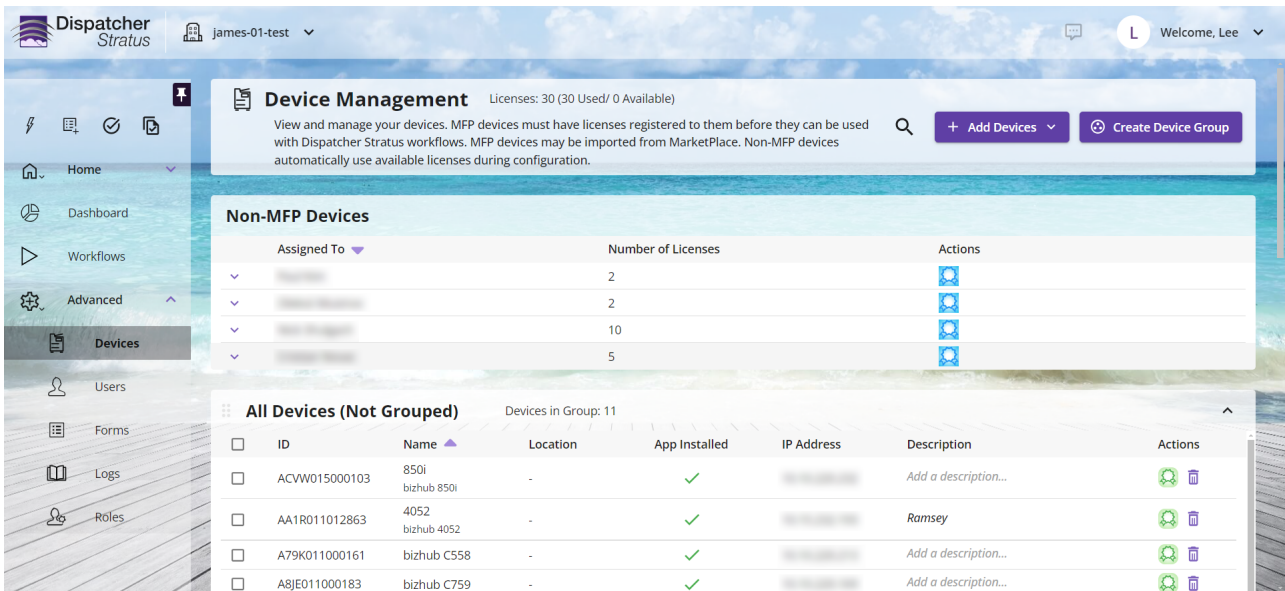 Dispatcher
Stratus
james-01-test
L
Welcome, Lee
Home
Dashboard
Workflows
Advanced
Devices
Users
Forms
Logs
Roles
Device Management Licenses: 30 (30 Used/ 0 Available)
View and manage your devices. MFP devices must have licenses registered to them before they can be used
with Dispatcher Stratus workflows. MFP devices may be imported from MarketPlace. Non-MFP devices
automatically use available licenses during configuration.
+ Add Devices
Create Device Group
Non-MFP Devices
Assigned To Number of Licenses Actions
2
2
10
5
All Devices (Not Grouped) Devices in Group: 11
ID Name Location App Installed IP Address Description Actions
ACVW015000103 850i - Add a description...
bizhub 850i
AA1R011012863 4052 - Ramsey
bizhub 4052
A79K011000161 bizhub C558 - Add a description...
A8JE011000183 bizhub C759 - Add a description...